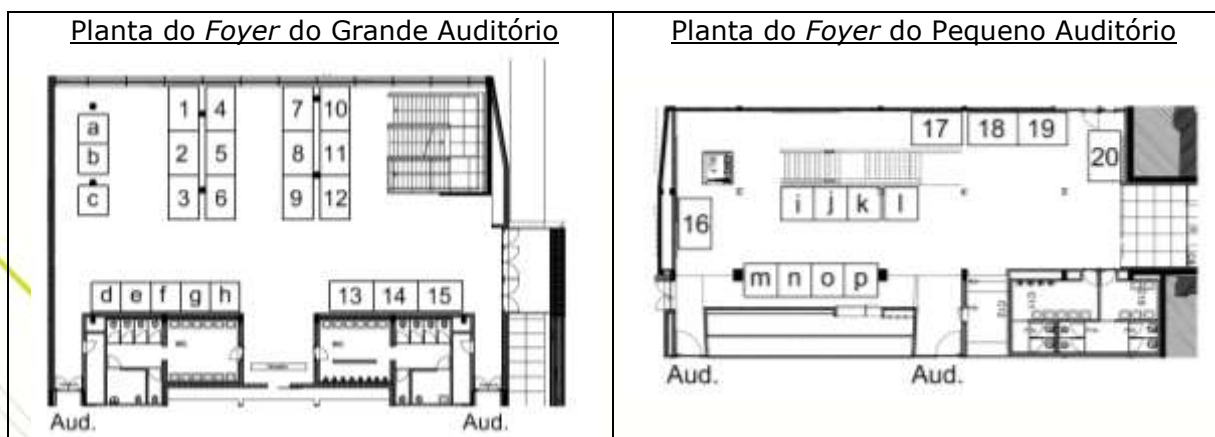 Planta do Foyer do Grande Auditório
1 4
7 10
a
b
2 5
8 11
c
3 6
9 12
d e f g h
13 14 15
Aud.
Aud.
Planta do Foyer do Pequeno Auditório
17 18 19
20
i j k l
16
m n o p
Aud.
Aud.